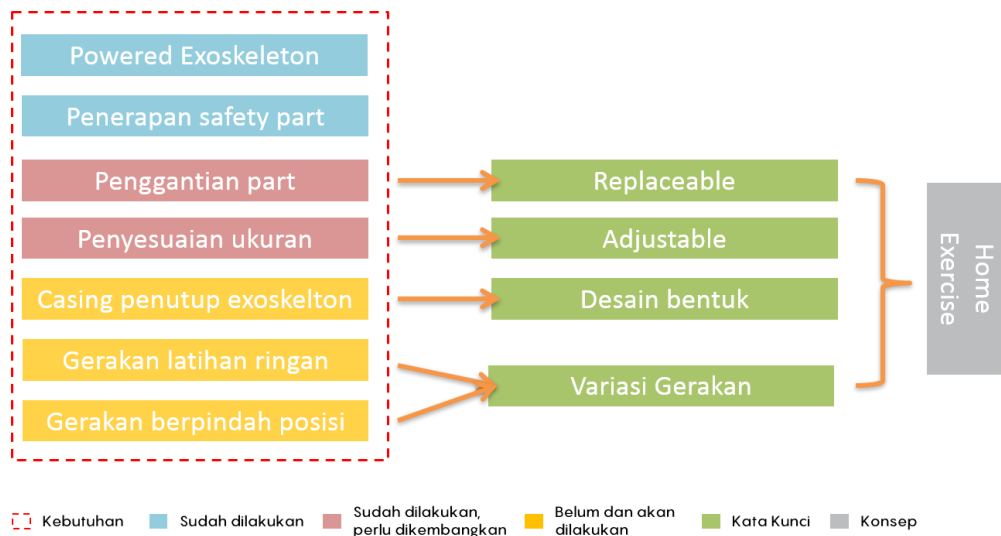 Powered Exoskeleton
Penerapan safety part
Penggantian part
Penyesuaian ukuran
Casing penutup exoskelton
Gerakan latihan ringan
Gerakan berpindah posisi
Replaceable
Adjustable
Desain bentuk
Variasi Gerakan
Home
Exercise
Kebutuhan
Sudah dilakukan
Sudah dilakukan,
perlu dikembangkan
Belum dan akan
dilakukan
Kata Kunci
Konsep